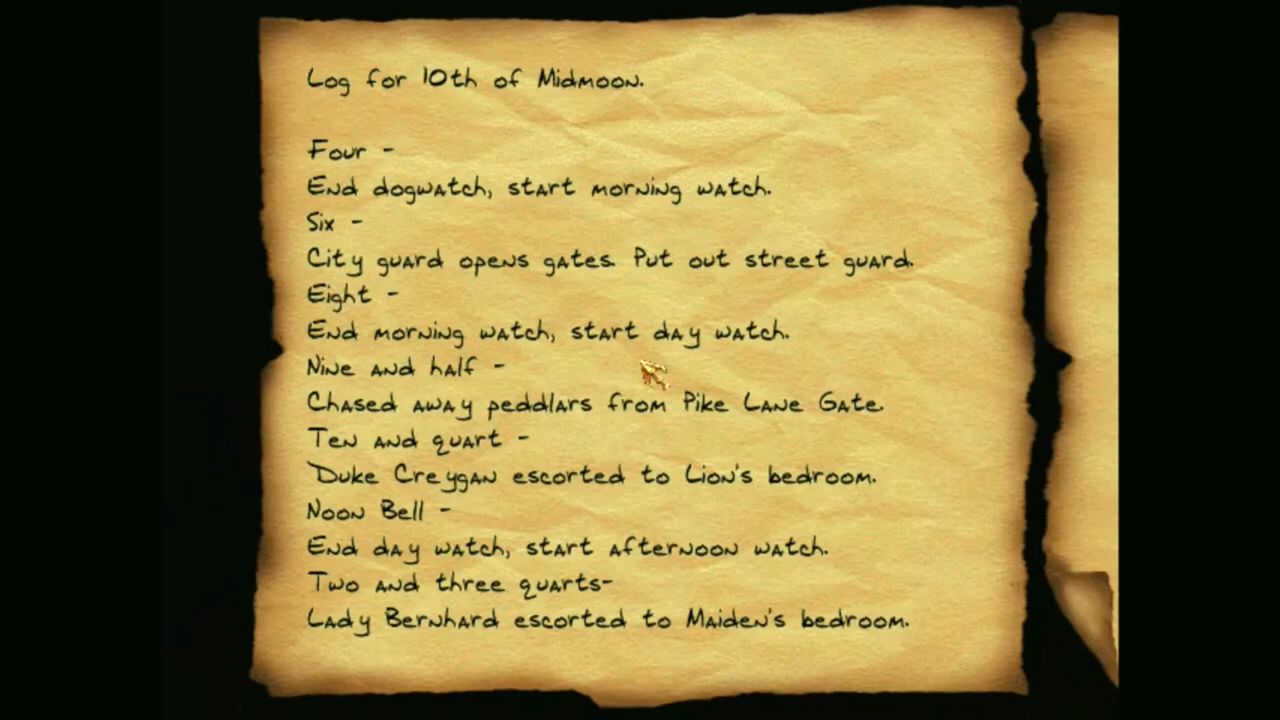 Log for 10th of Midmoon.
Four -
End dogwatch, start morning watch.
Six -
City guard opens gates. Put out street guard.
Eight -
End morning watch, start day watch.
Nine and half -
Chased away peddlars from Pike Lane Gate.
Ten and quart -
Duke Creygan escorted to Lion's bedroom.
Noon Bell -
End day watch, start afternoon watch.
Two and three quarts-
Lady Bernhard escorted to Maiden's bedroom.